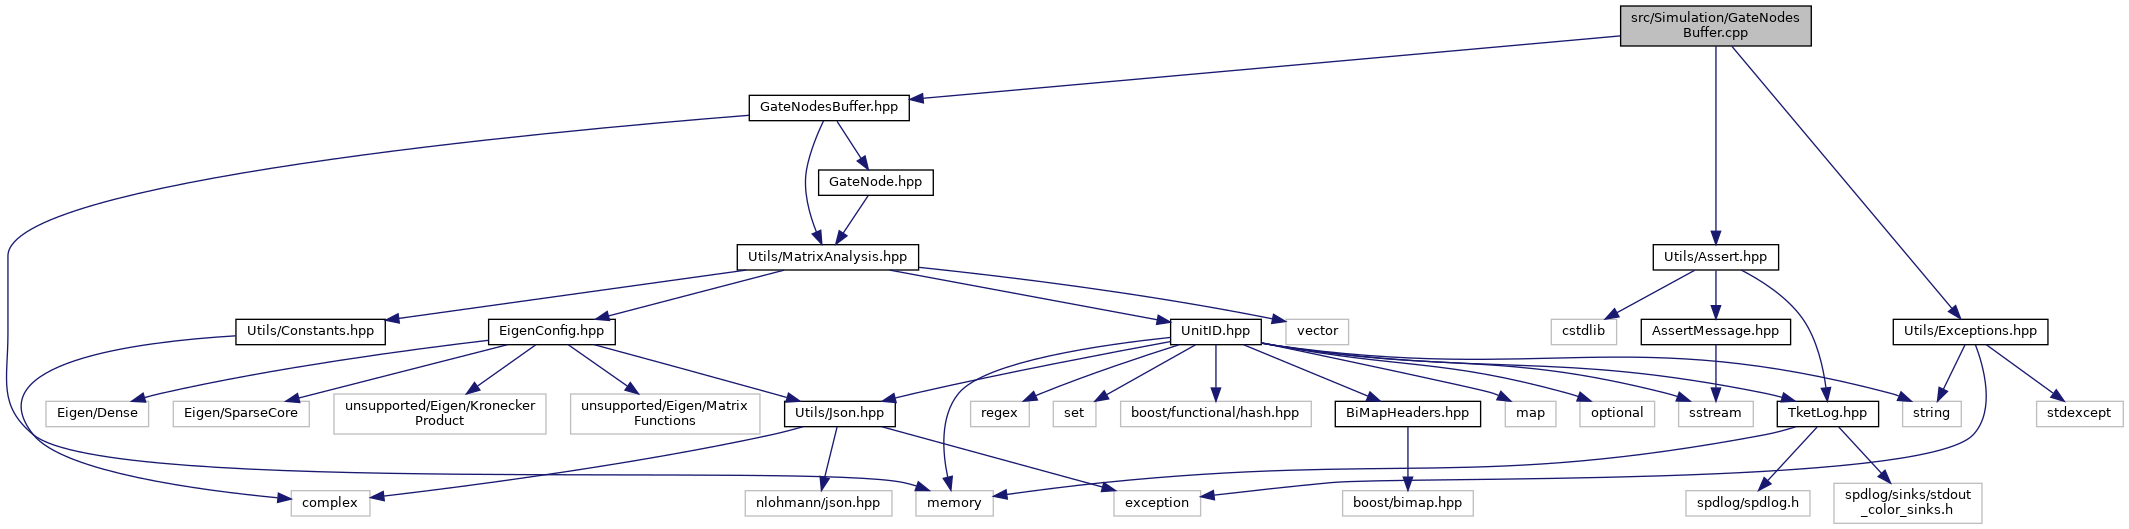 src/Simulation/GateNodes
Buffer.cpp
GateNodesBuffer.hpp
GateNode.hpp
Utils/MatrixAnalysis.hpp
Utils/Assert.hpp
Utils/Constants.hpp
EigenConfig.hpp
UnitID.hpp
vector
cstdlib
AssertMessage.hpp
Utils/Exceptions.hpp
Eigen/Dense
Eigen/SparseCore
unsupported/Eigen/Kronecker
Product
unsupported/Eigen/Matrix
Functions
Utils/Json.hpp
regex
set
boost/functional/hash.hpp
BiMapHeaders.hpp
map
optional
sstream
TketLog.hpp
string
stdexcept
complex
nlohmann/json.hpp
memory
exception
boost/bimap.hpp
spdlog/spdlog.h
spdlog/sinks/stdout
_color_sinks.h